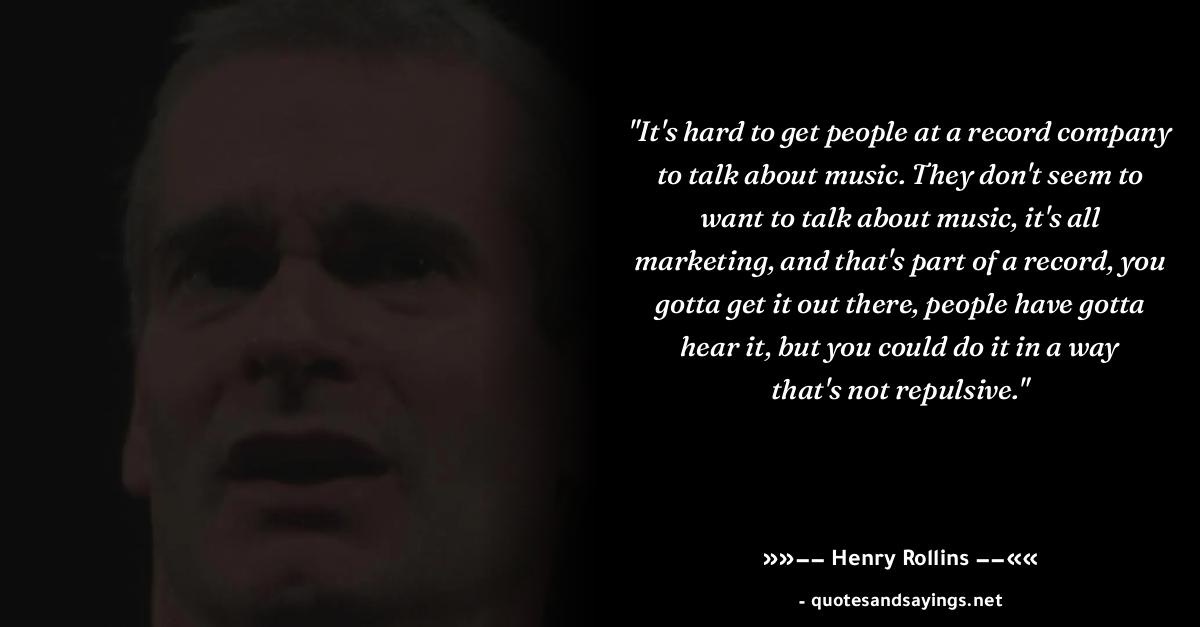 "It's hard to get people at a record company
to talk about music. They don't seem to
want to talk about music, it's all
marketing, and that's part of a record, you
gotta get it out there, people have gotta
hear it, but you could do it in a way
that's not repulsive."
»»−− Henry Rollins −−««
- quotesandsayings.net